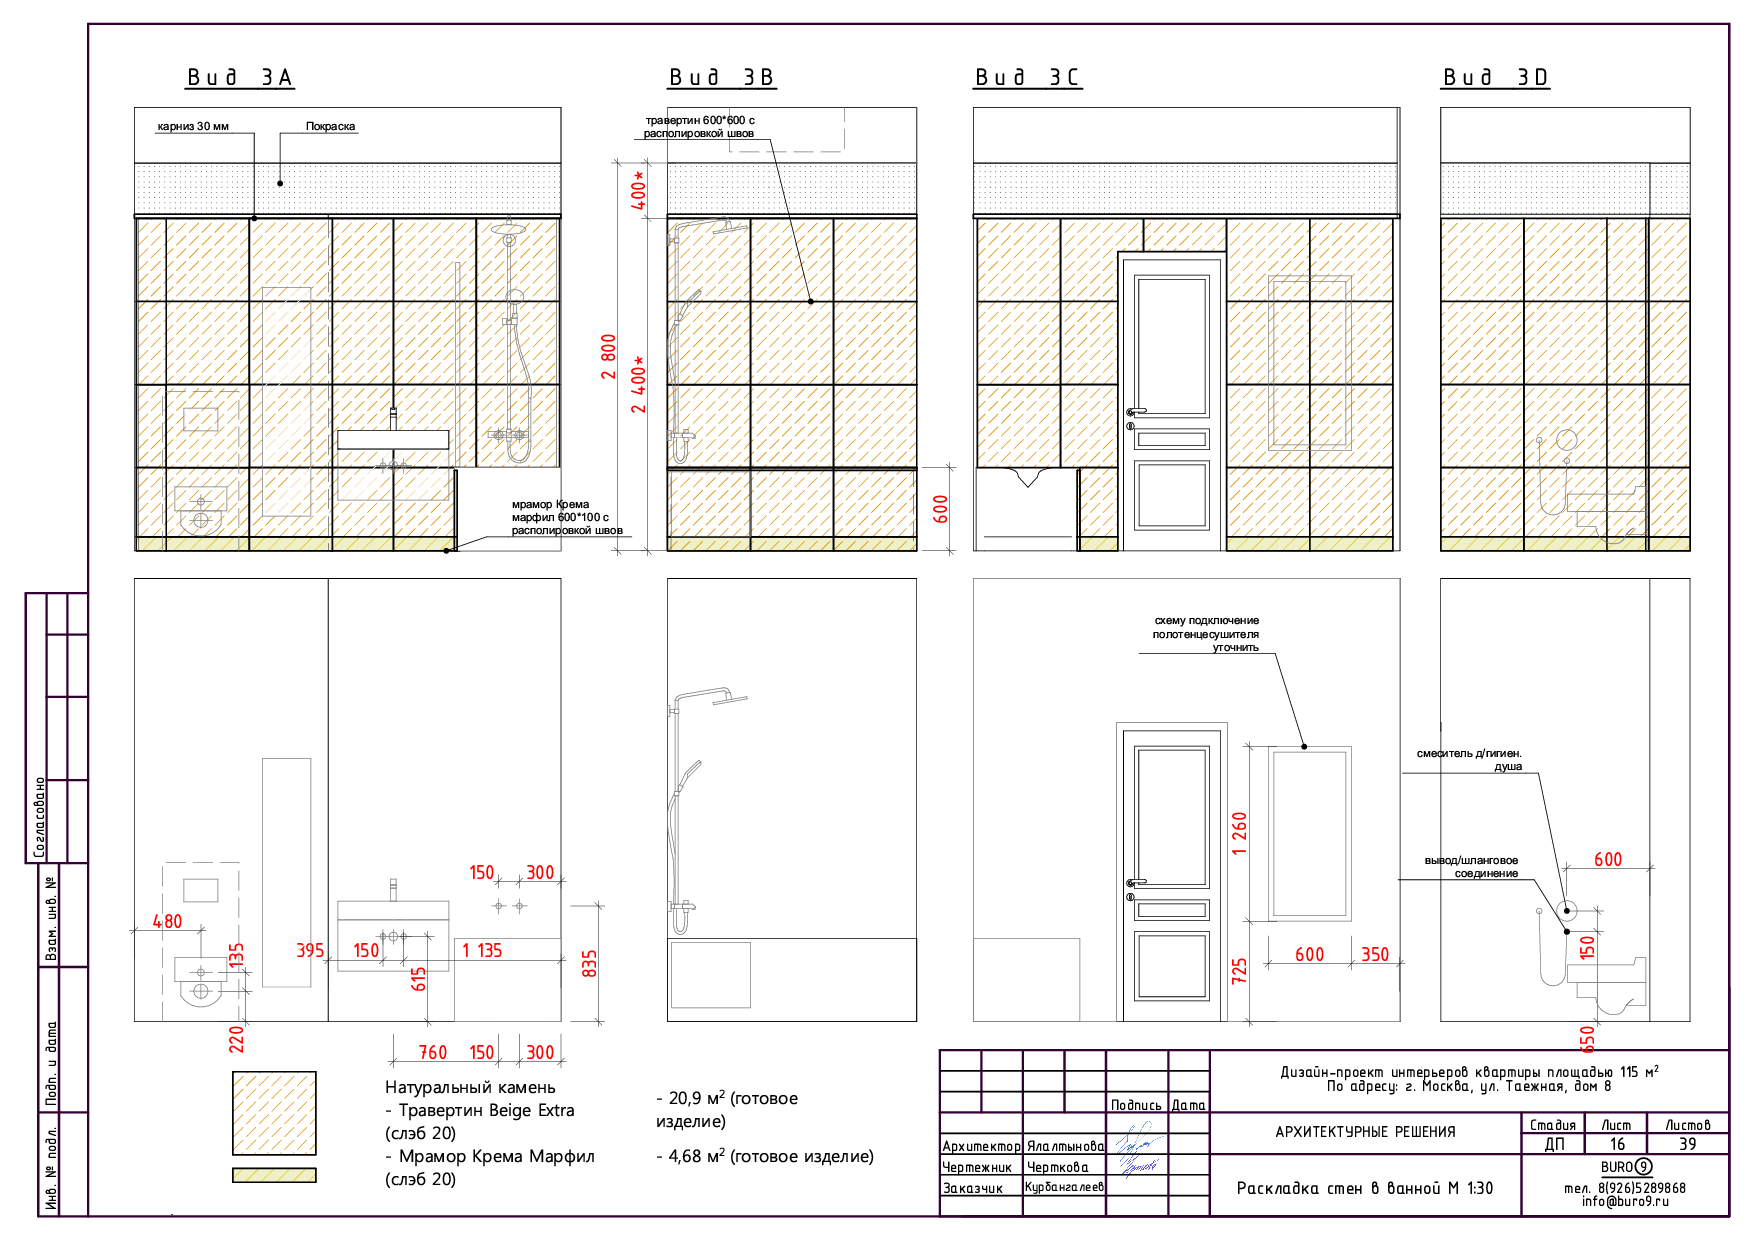 Вид 3А
Вид 3В
Вид 3С
Вид 3D
карниз 30 мм
Покраска
травертин 600*600 с
располировкой швов
400*
2 800
2 400*
600
мрамор Крема
марфил 600*100 с
располировкой швов
схему подключение
полотенцесушителя
уточнить
смеситель д/гигиен.
душа
вывод/шланговое
соединение
480
135
220
395
150
1 135
615
150
300
835
760
150
300
1 260
725
600
350
600
150
650
Натуральный камень
- Травертин Beige Extra
(слэб 20)
- Мрамор Крема Марфил
(слэб 20)
- 20,9 м² (готовое
изделие)
- 4,68 м² (готовое изделие)
Согласовано
Взам. инв. №
Подп. и дата
Инв. № подл.
Дизайн-проект интерьеров квартиры площадью 115 м²
По адресу: г. Москва, ул. Таежная, дом 8
Подпись Дата
АРХИТЕКТУРНЫЕ РЕШЕНИЯ
Стадия Лист Листов
ДП 16 39
Архитектор Ялалтынова
Чертежник Черткова
Заказчик Курбангалеев
Раскладка стен в ванной М 1:30
BURO 9
тел. 8(926)5289868
info@buro9.ru